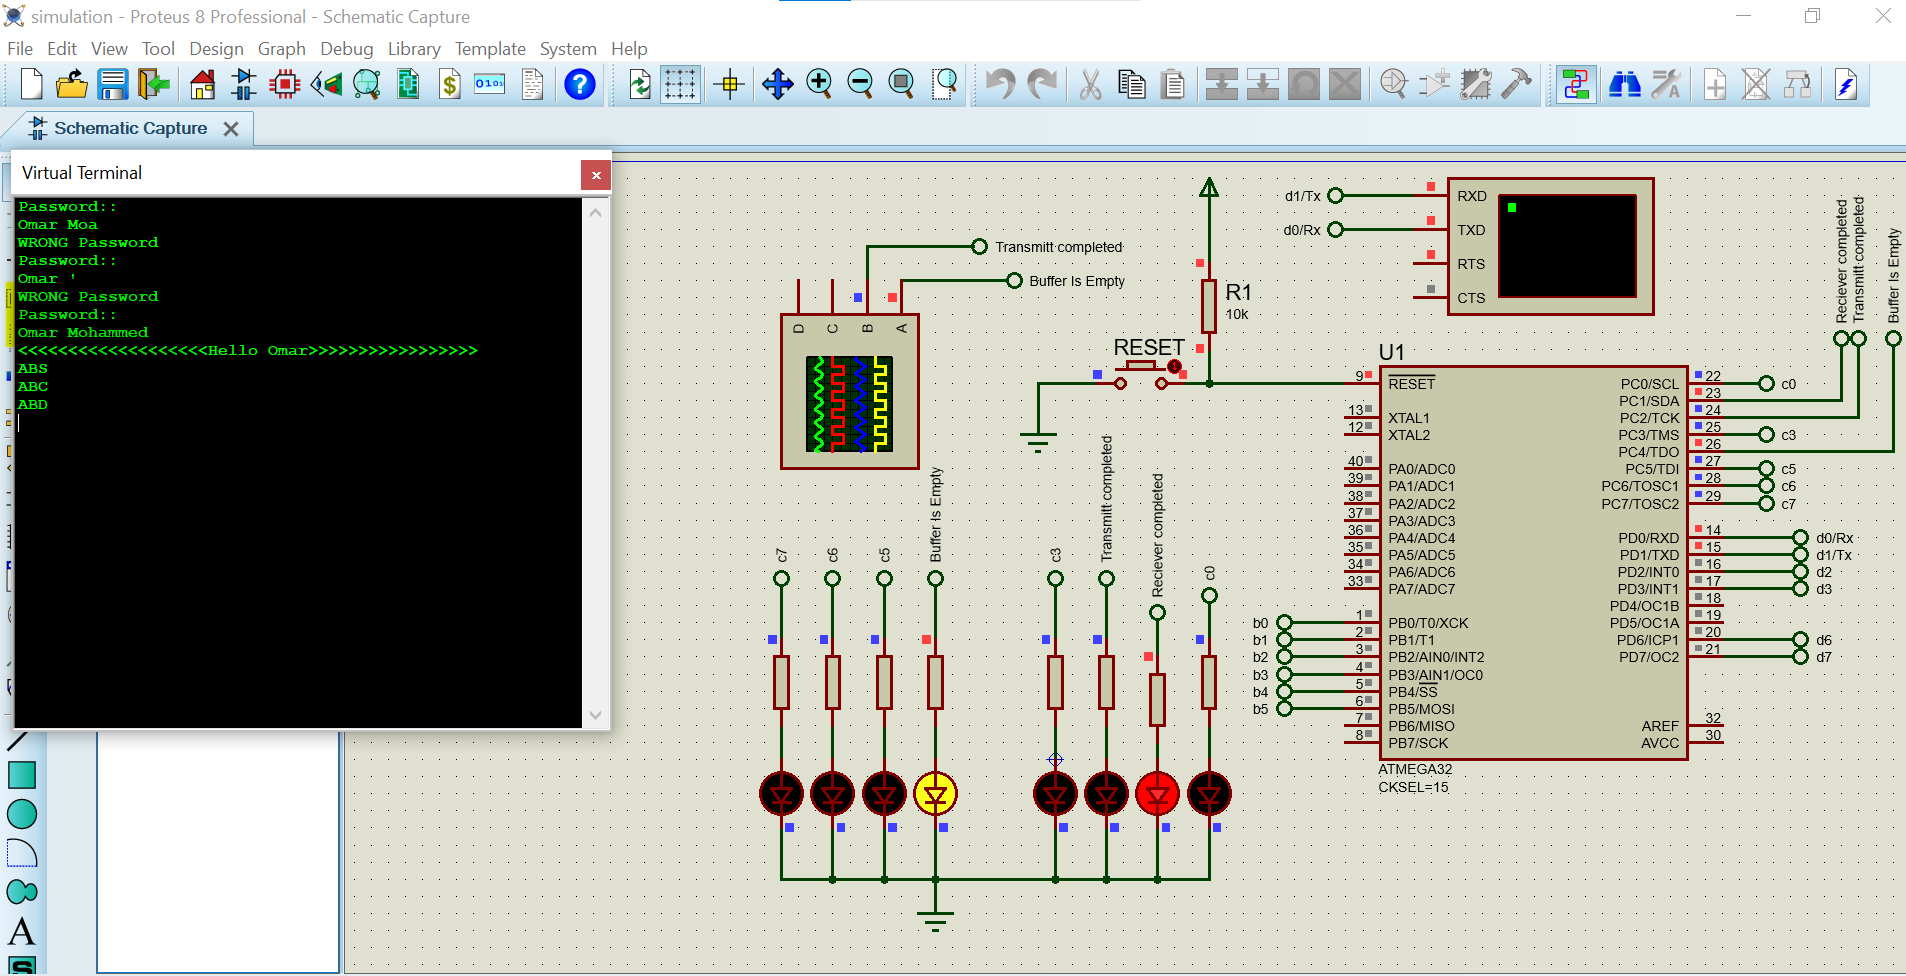 simulation - Proteus 8 Professional - Schematic Capture
File Edit View Tool Design Graph Debug Library Template System Help
$
0101
?
Schematic Capture
Virtual Terminal
Password::
Omar Moa
WRONG Password
Password::
Omar '
WRONG Password
Password::
Omar Mohammed
<<<<<<<<<<<<<<<<<<<<<<<Hello Omar>>>>>>>>>>>>>>>>>>>>
ABS
ABC
ABD
A
S
Transmitt completed
Buffer Is Empty
D C B A
R1
10k
RESET
d1/Tx
d0/Rx
RXD
TXD
RTS
CTS
Reciever completed
Transmitt completed
Buffer Is Empty
c7
c6
c5
Buffer Is Empty
c3
Transmitt completed
Reciever completed
c0
U1
9 RESET
13 XTAL1
12 XTAL2
40 PA0/ADC0
39 PA1/ADC1
38 PA2/ADC2
37 PA3/ADC3
36 PA4/ADC4
35 PA5/ADC5
34 PA6/ADC6
33 PA7/ADC7
b0 1 PB0/T0/XCK
b1 2 PB1/T1
b2 3 PB2/AIN0/INT2
b3 4 PB3/AIN1/OC0
b4 5 PB4/SS
b5 6 PB5/MOSI
7 PB6/MISO
8 PB7/SCK
PC0/SCL 22 c0
PC1/SDA 23
PC2/TCK 24
PC3/TMS 25 c3
PC4/TDO 26
PC5/TDI 27 c5
PC6/TOSC1 28 c6
PC7/TOSC2 29 c7
PD0/RXD 14 d0/Rx
PD1/TXD 15 d1/Tx
PD2/INT0 16 d2
PD3/INT1 17 d3
PD4/OC1B 18
PD5/OC1A 19
PD6/ICP1 20 d6
PD7/OC2 21 d7
AREF 32
AVCC 30
ATMEGA32
CKSEL=15